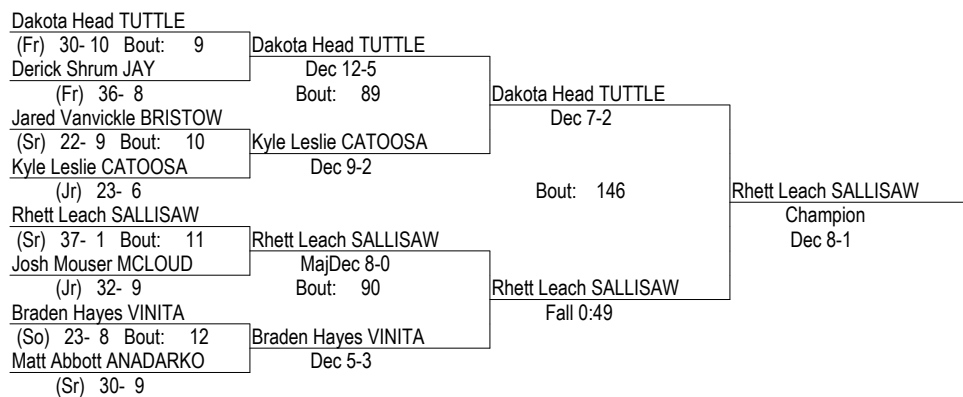 Dakota Head TUTTLE
(Fr) 30- 10 Bout: 9
Derick Shrum JAY
(Fr) 36- 8
Jared Vanvickle BRISTOW
(Sr) 22- 9 Bout: 10
Kyle Leslie CATOOSA
(Jr) 23- 6
Rhett Leach SALLISAW
(Sr) 37- 1 Bout: 11
Josh Mouser MCLOUD
(Jr) 32- 9
Braden Hayes VINITA
(So) 23- 8 Bout: 12
Matt Abbott ANADARKO
(Sr) 30- 9
Dakota Head TUTTLE
Dec 12-5
Bout: 89
Kyle Leslie CATOOSA
Dec 9-2
Rhett Leach SALLISAW
MajDec 8-0
Bout: 90
Braden Hayes VINITA
Dec 5-3
Dakota Head TUTTLE
Dec 7-2
Bout: 146
Rhett Leach SALLISAW
Fall 0:49
Rhett Leach SALLISAW
Champion
Dec 8-1